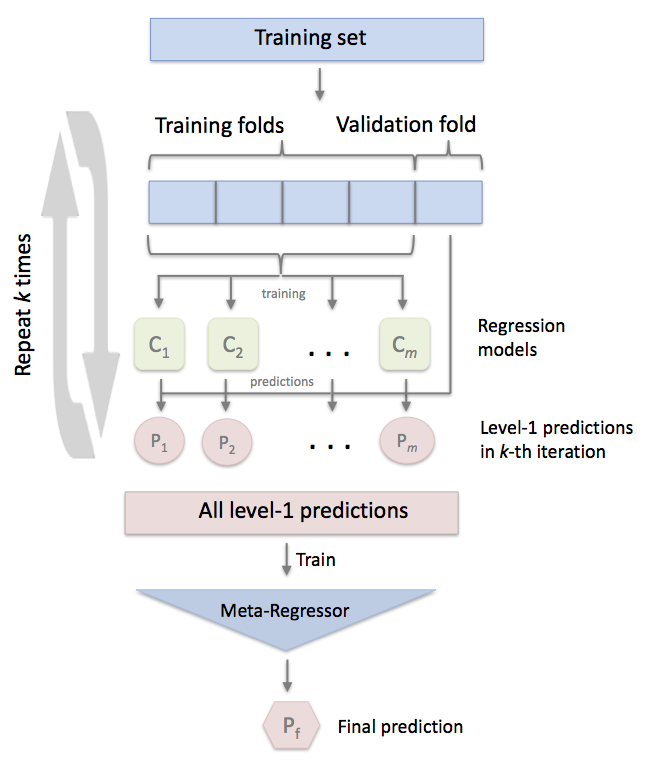 Training set
Training folds
Validation fold
Repeat k times
training
C1
C2
. . .
Cm
Regression
models
predictions
P1
P2
. . .
Pm
Level-1 predictions
in k-th iteration
All level-1 predictions
Train
Meta-Regressor
Pf
Final prediction